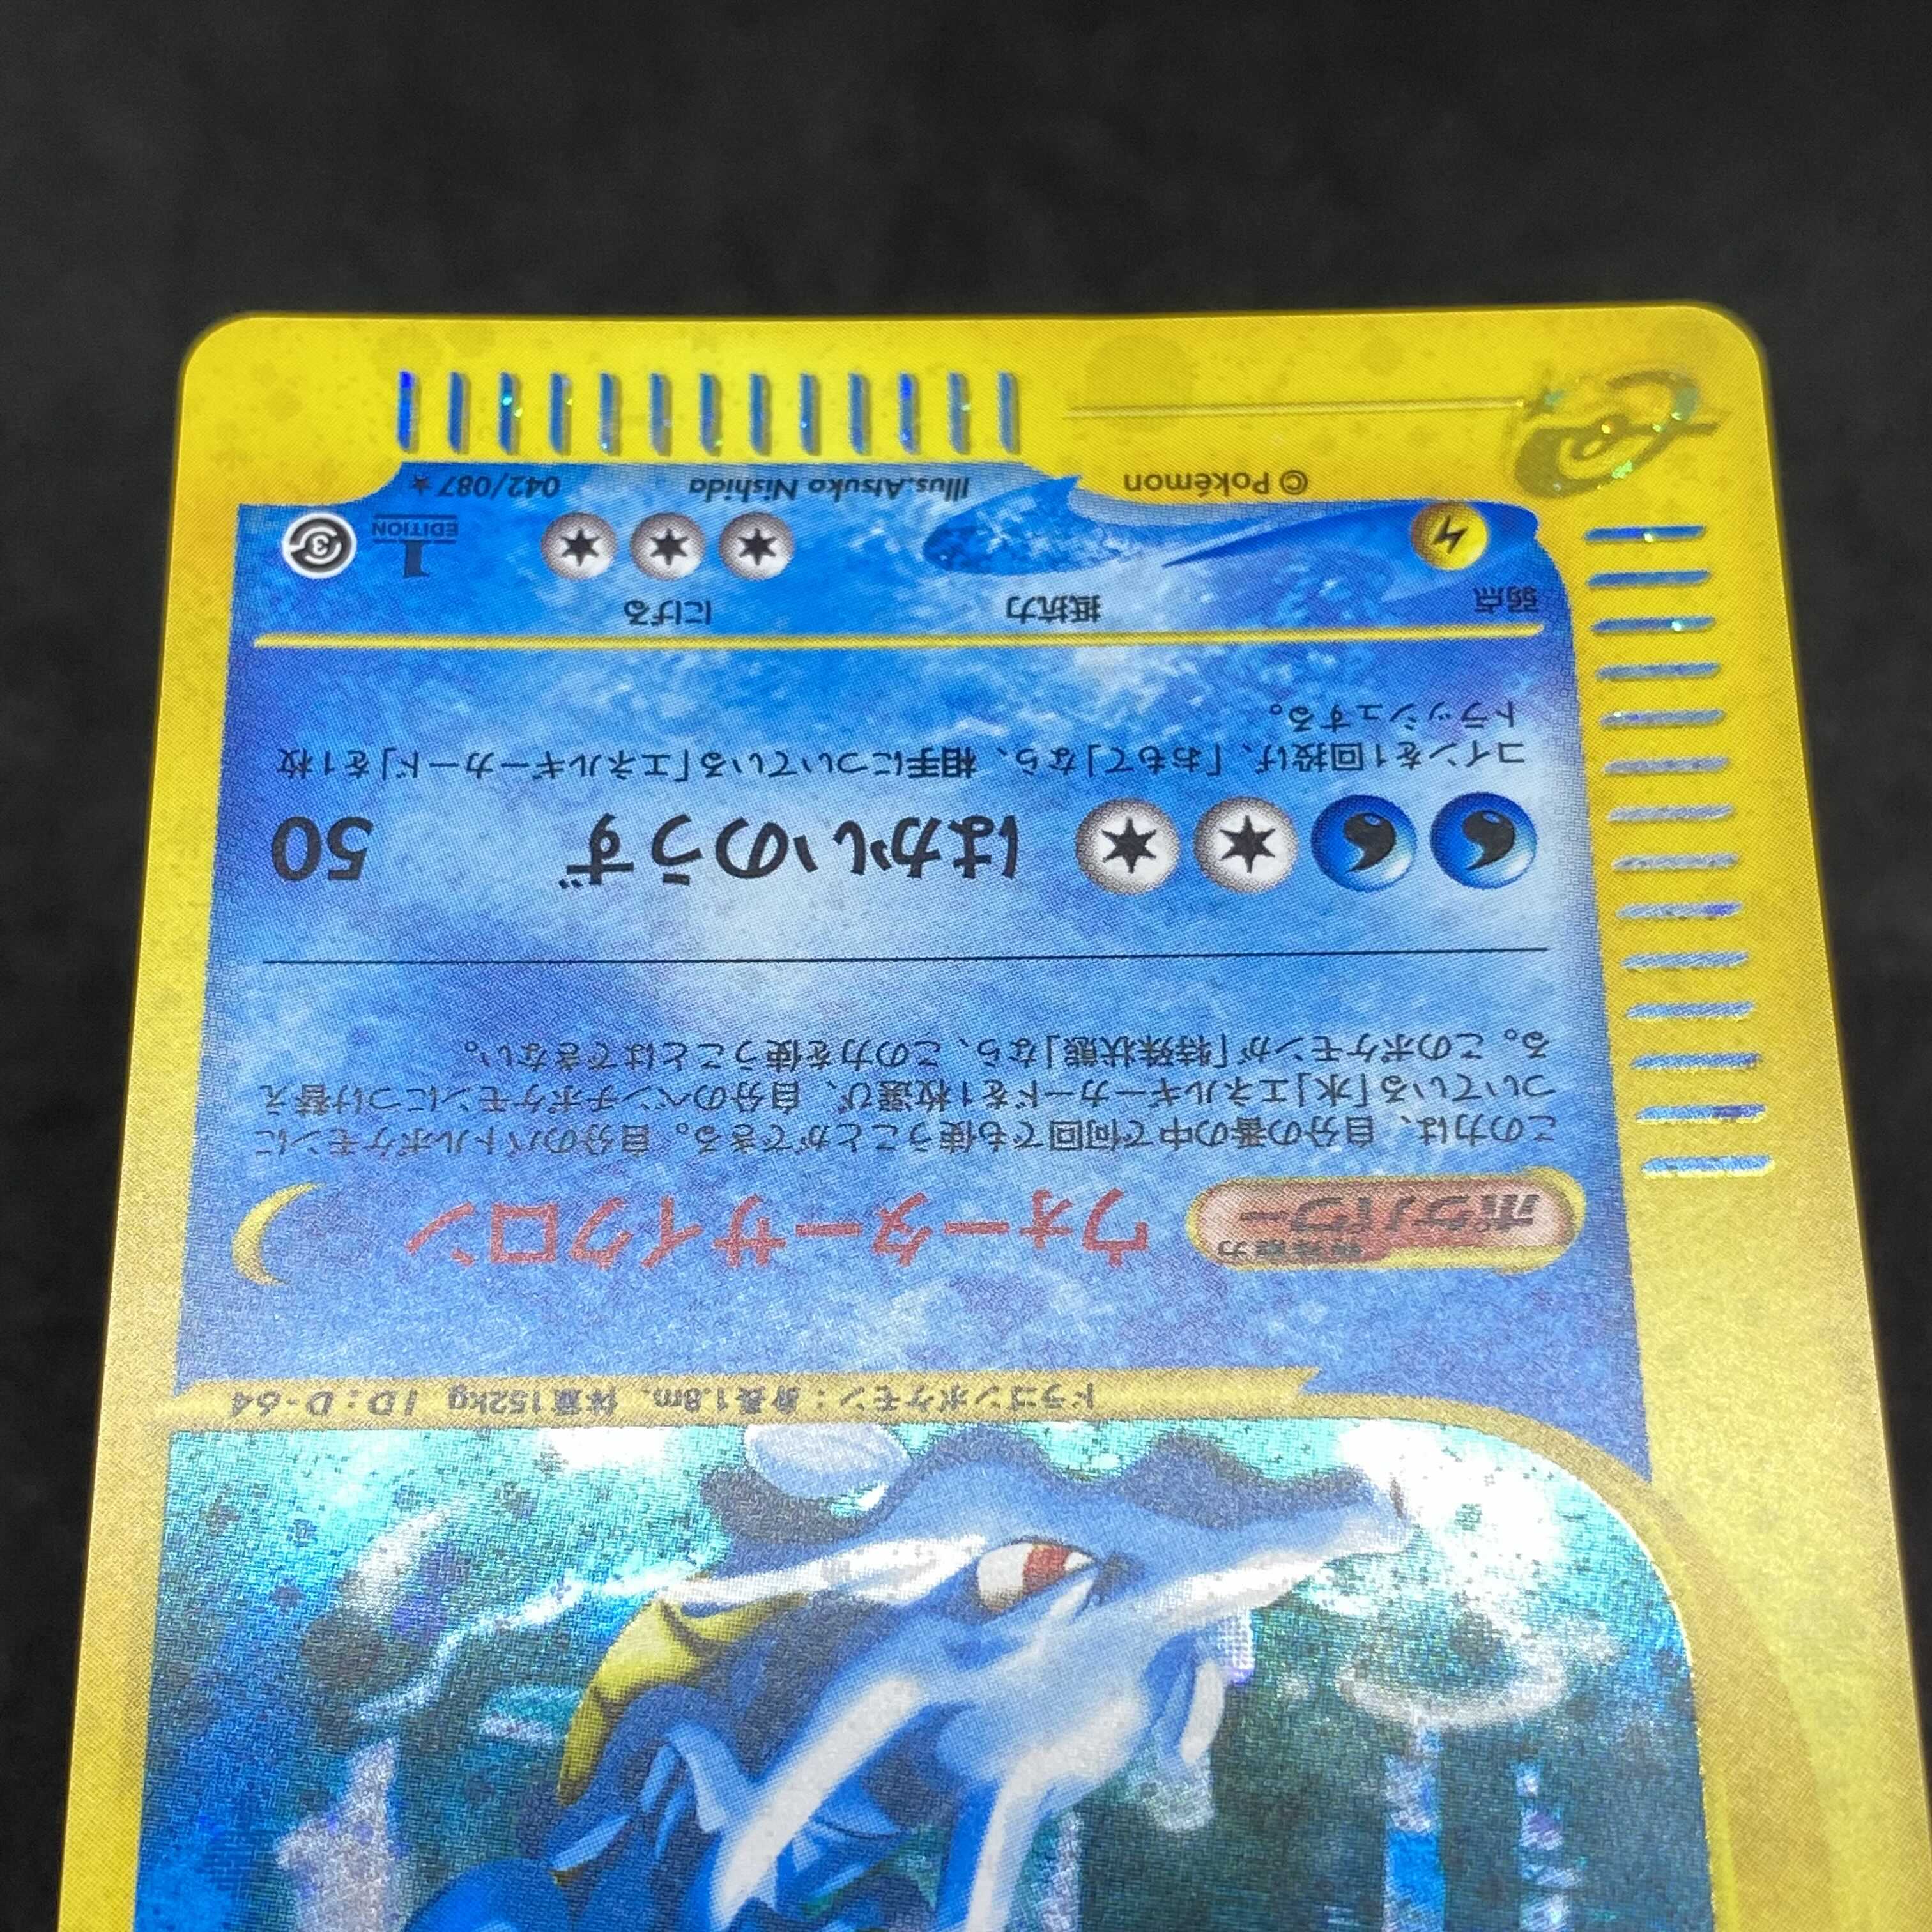 ドラゴンポケモン：身長1.8m, 体重152kg ID：D-64
特殊能力
ポケパワー ウォーターサイクロン
この力は、自分の番の中で何回でも使うことができる。自分のバトルポケモンに
ついている「水」エネルギーカードを1枚選び、自分のベンチポケモンにつけ替え
る。このポケモンが「特殊状態」なら、この力を使うことはできない。
はかいのうず 50
コインを1回投げ、「おもて」なら、相手についている「エネルギーカード」を1枚
トラッシュする。
弱点 抵抗力 にげる
1 EDITION 3
© Pokémon Illus.Atsuko Nishida 042/087 ★
e